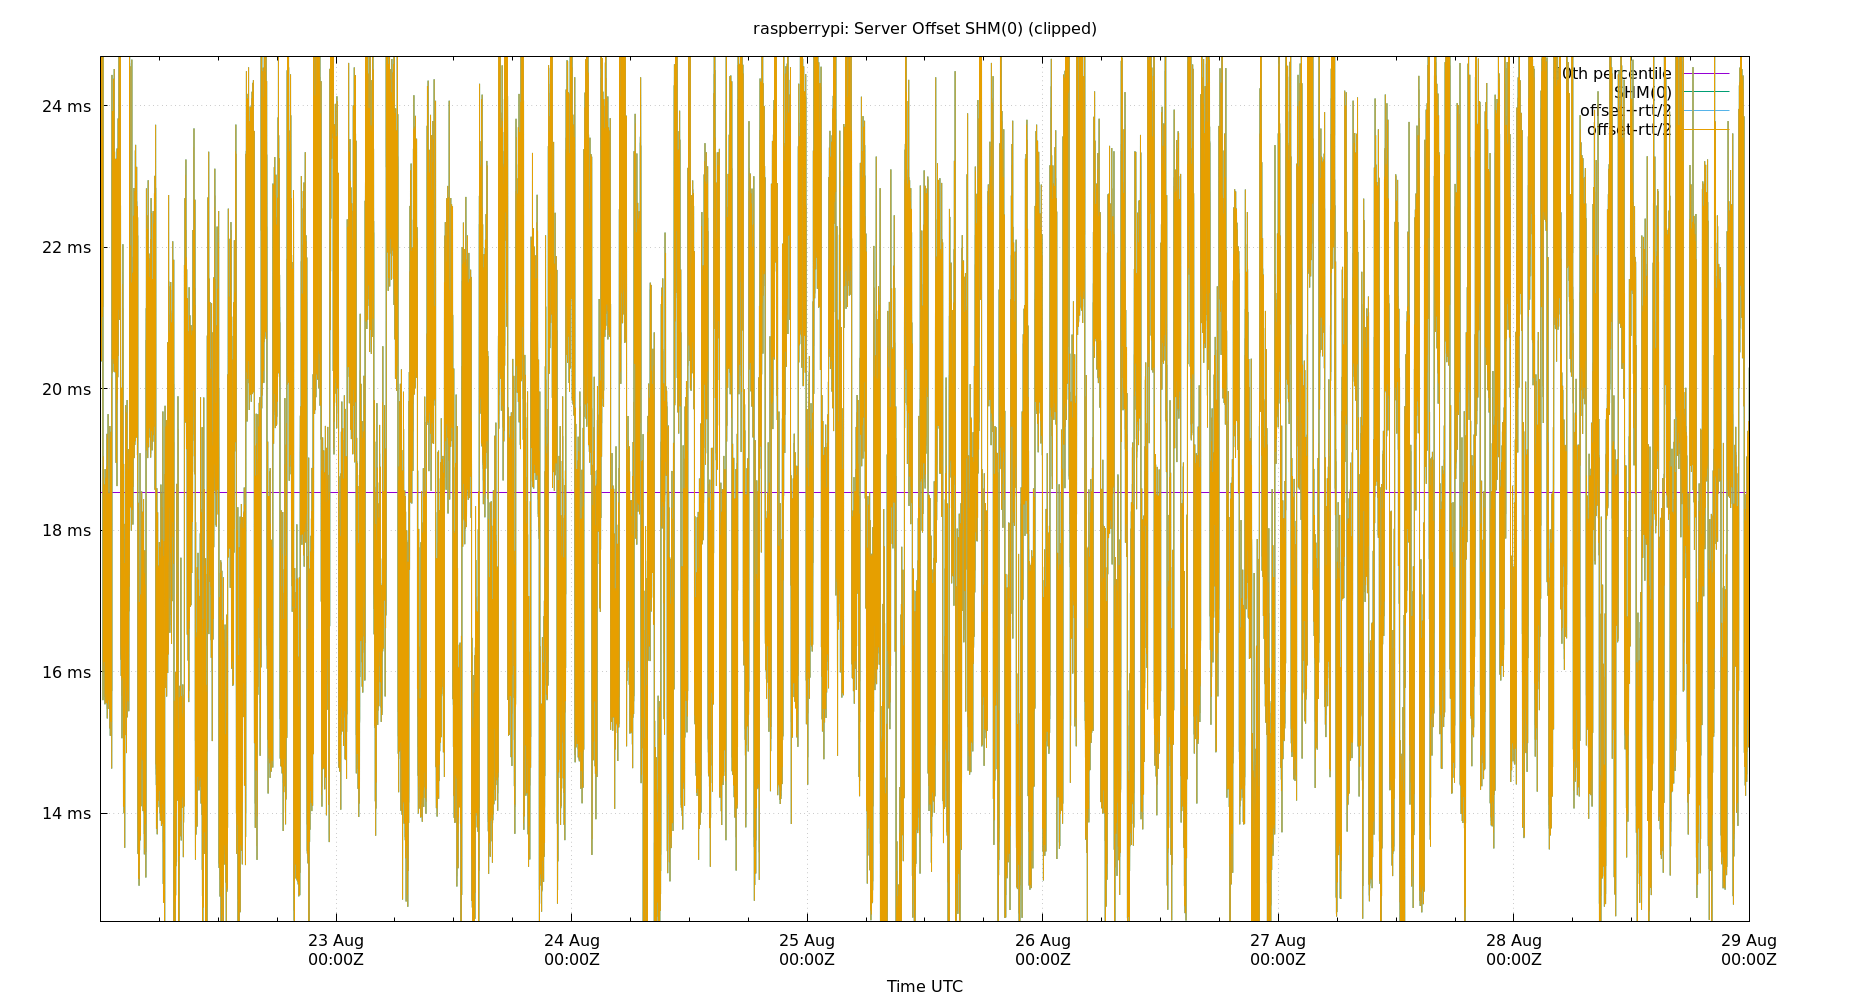 raspberrypi: Server Offset SHM(0) (clipped)
24 ms
22 ms
20 ms
18 ms
16 ms
14 ms
0th percentile
SHM(0)
offset+rtt/2
offset-rtt/2
23 Aug
00:00Z
24 Aug
00:00Z
25 Aug
00:00Z
26 Aug
00:00Z
27 Aug
00:00Z
28 Aug
00:00Z
29 Aug
00:00Z
Time UTC